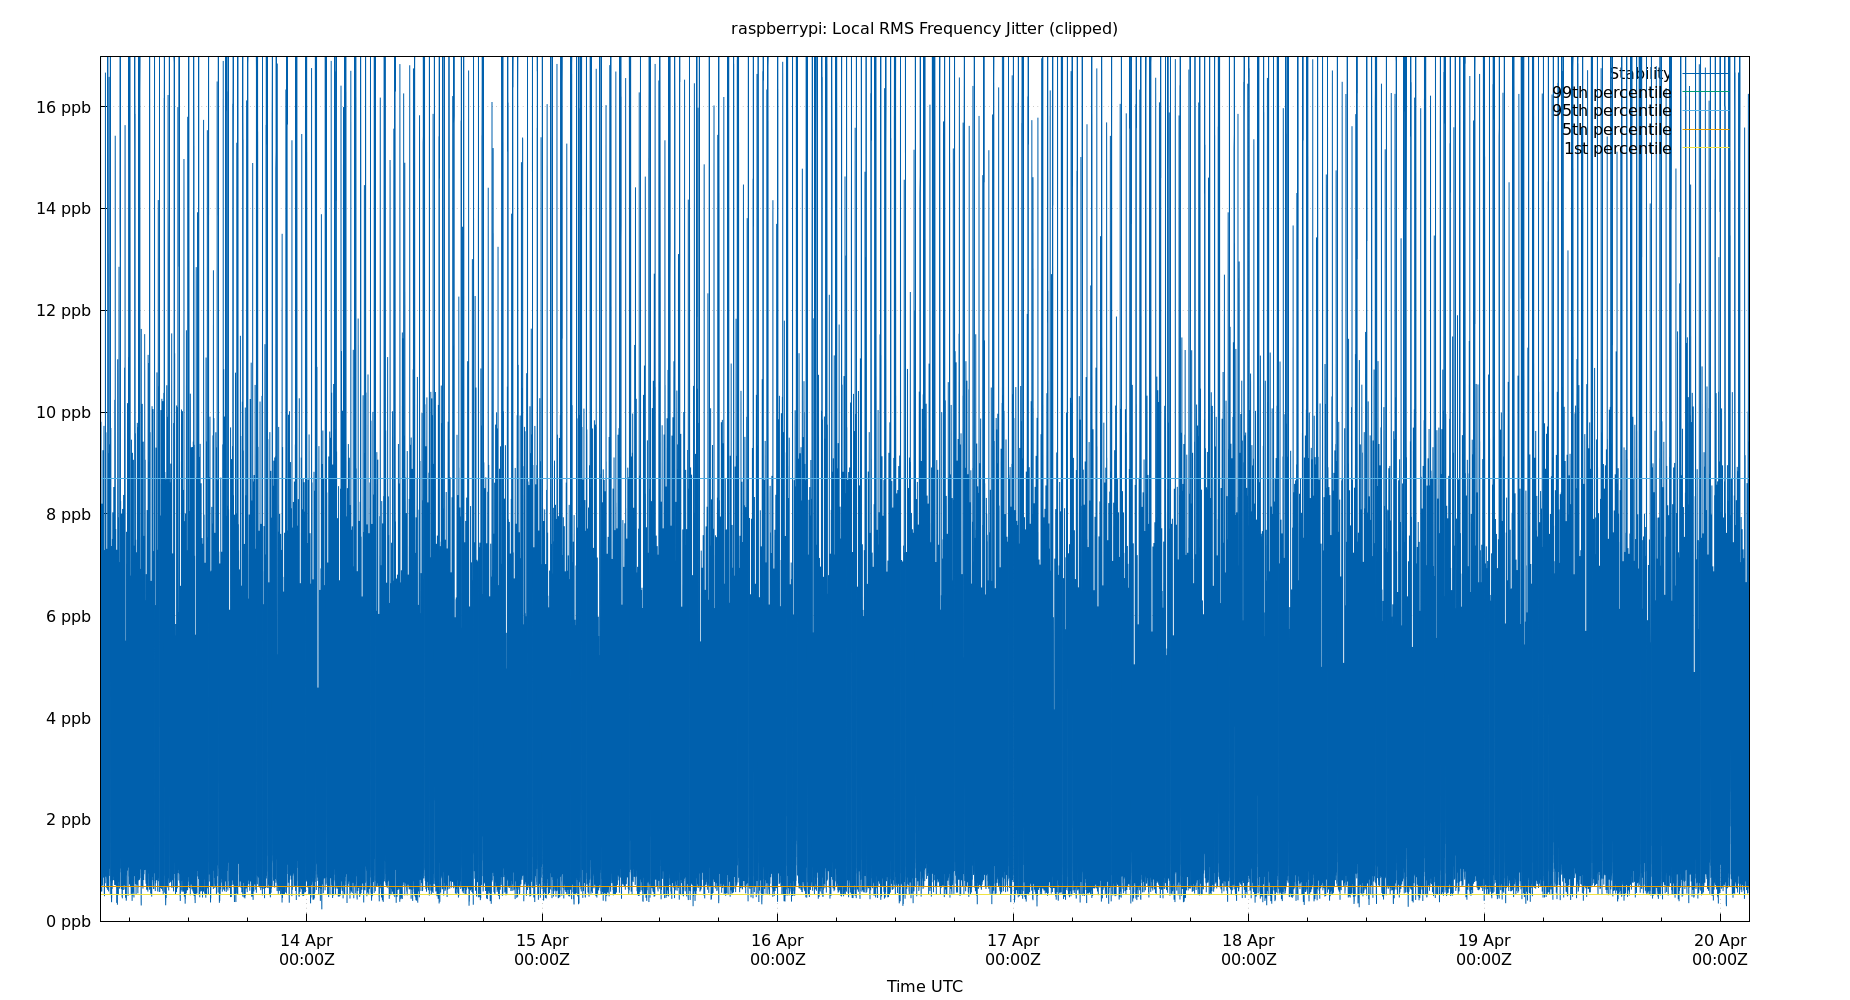 raspberrypi: Local RMS Frequency Jitter (clipped)
Stability
99th percentile
95th percentile
5th percentile
1st percentile
16 ppb
14 ppb
12 ppb
10 ppb
8 ppb
6 ppb
4 ppb
2 ppb
0 ppb
14 Apr 15 Apr 16 Apr 17 Apr 18 Apr 19 Apr 20 Apr
00:00Z 00:00Z 00:00Z 00:00Z 00:00Z 00:00Z 00:00Z
Time UTC